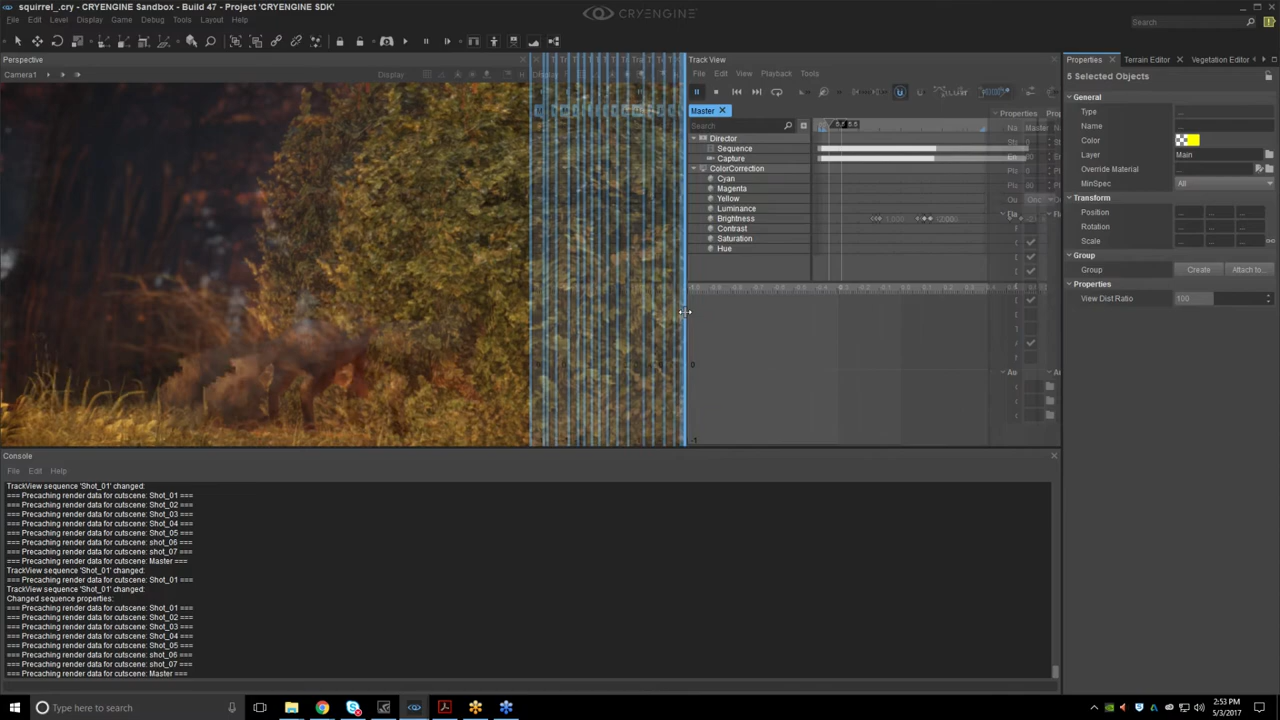 squirrel_.cry - CRYENGINE Sandbox - Build 47 - Project 'CRYENGINE SDK'
File Edit Level Display Game Debug Tools Layout Help
CRYENGINE
Search
Perspective
Camera1
Display
Track View
File Edit View Playback Tools
Master
Search
Director
Sequence
Capture
ColorCorrection
Cyan
Magenta
Yellow
Luminance
Brightness
Contrast
Saturation
Hue
0
-1
Properties
Properties Terrain Editor Vegetation Editor
5 Selected Objects
General
Type ...
Name ...
Color
Layer Main
Override Material ...
MinSpec All
Transform
Position ... ... ...
Rotation ... ... ...
Scale ... ... ...
Group
Group Create Attach to...
Properties
View Dist Ratio 100
Console
File Edit Help
TrackView sequence 'Shot_01' changed:
=== Precaching render data for cutscene: Shot_01 ===
=== Precaching render data for cutscene: Shot_02 ===
=== Precaching render data for cutscene: Shot_03 ===
=== Precaching render data for cutscene: Shot_04 ===
=== Precaching render data for cutscene: Shot_05 ===
=== Precaching render data for cutscene: shot_06 ===
=== Precaching render data for cutscene: shot_07 ===
=== Precaching render data for cutscene: Master ===
TrackView sequence 'Shot_01' changed:
=== Precaching render data for cutscene: Shot_01 ===
TrackView sequence 'Shot_01' changed:
Changed sequence properties:
=== Precaching render data for cutscene: Shot_01 ===
=== Precaching render data for cutscene: Shot_02 ===
=== Precaching render data for cutscene: Shot_03 ===
=== Precaching render data for cutscene: Shot_04 ===
=== Precaching render data for cutscene: Shot_05 ===
=== Precaching render data for cutscene: shot_06 ===
=== Precaching render data for cutscene: shot_07 ===
=== Precaching render data for cutscene: Master ===
Type here to search
2:53 PM
5/3/2017